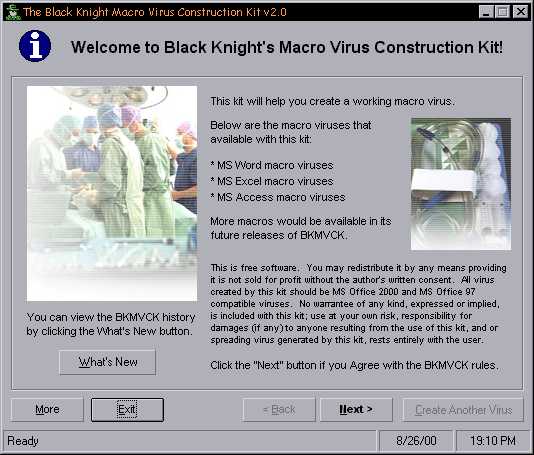 The Black Knight Macro Virus Construction Kit v2.0
Welcome to Black Knight's Macro Virus Construction Kit!
This kit will help you create a working macro virus.
Below are the macro viruses that
available with this kit:
* MS Word macro viruses
* MS Excel macro viruses
* MS Access macro viruses
More macros would be available in its
future releases of BKMVCK.
This is free software. You may redistribute it by any means providing
it is not sold for profit without the author's written consent. All virus
created by this kit should be MS Office 2000 and MS Office 97
compatible viruses. No warrantee of any kind, expressed or implied,
is included with this kit; use at your own risk, responsibility for
damages (if any) to anyone resulting from the use of this kit, and or
spreading virus generated by this kit, rests entirely with the user.
You can view the BKMVCK history
by clicking the What's New button.
What's New
Click the "Next" button if you Agree with the BKMVCK rules.
More
Exit
< Back
Next >
Create Another Virus
Ready
8/26/00
19:10 PM